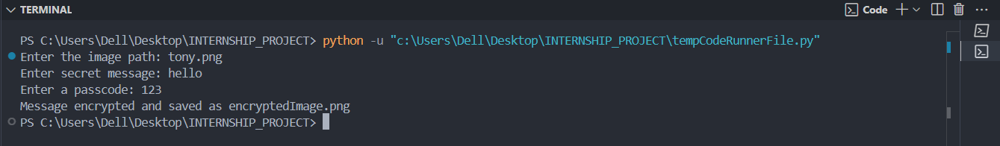 TERMINAL
Code
PS C:\Users\Dell\Desktop\INTERNSHIP_PROJECT> python -u "c:\Users\Dell\Desktop\INTERNSHIP_PROJECT\tempCodeRunnerFile.py"
Enter the image path: tony.png
Enter secret message: hello
Enter a passcode: 123
Message encrypted and saved as encryptedImage.png
PS C:\Users\Dell\Desktop\INTERNSHIP_PROJECT>